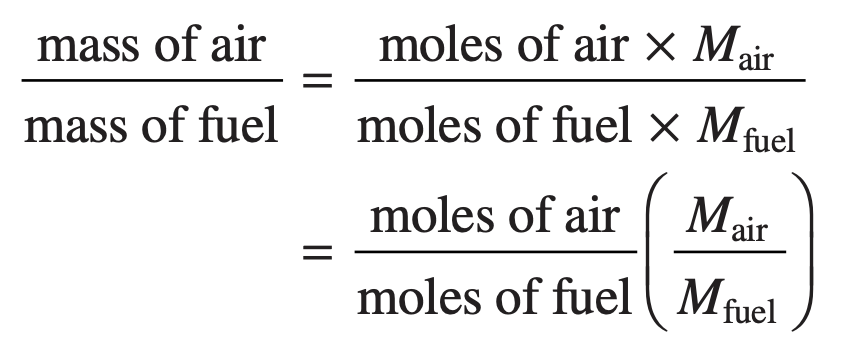 mass of air / mass of fuel = moles of air × M_air / moles of fuel × M_fuel
= moles of air / moles of fuel (M_air / M_fuel)